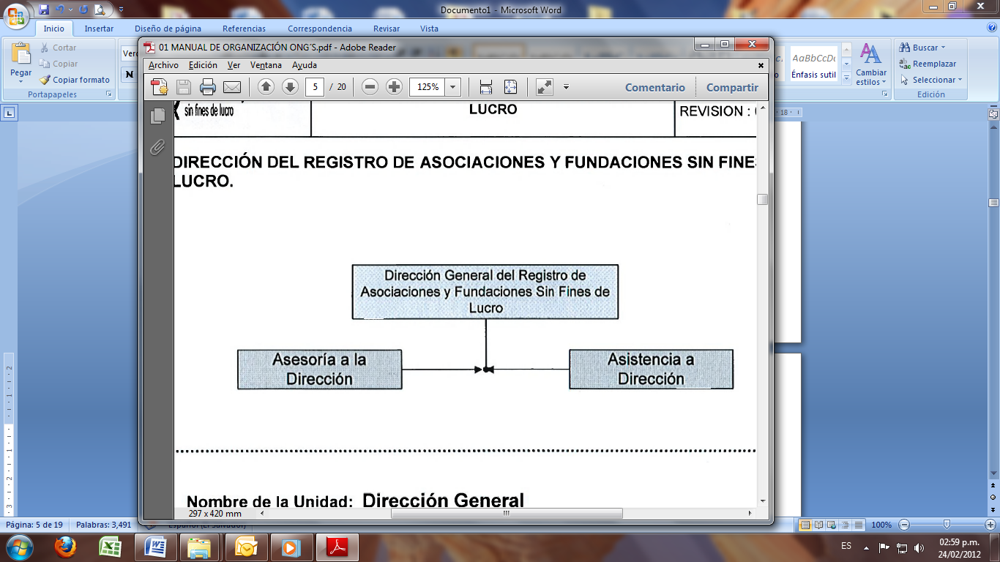 Documento1 - Microsoft Word
Inicio Insertar Diseño de página Referencias Correspondencia Revisar Vista
Pegar
Cortar
Copiar
Copiar formato
Portapapeles
N
AaBbCcDc
Énfasis sutil
Cambiar
estilos
Buscar
Reemplazar
Seleccionar
Edición
01 MANUAL DE ORGANIZACIÓN ONG´S.pdf - Adobe Reader
Archivo Edición Ver Ventana Ayuda
5 / 20 125% Comentario Compartir
sin fines de lucro
LUCRO
REVISION :
18
DIRECCIÓN DEL REGISTRO DE ASOCIACIONES Y FUNDACIONES SIN FINES
LUCRO.
Dirección General del Registro de
Asociaciones y Fundaciones Sin Fines de
Lucro
Asesoría a la
Dirección
Asistencia a
Dirección
Nombre de la Unidad: Dirección General
297 x 420 mm
Página: 5 de 19 Palabras: 3,491 Español (El Salvador) 100%
ES
02:59 p.m.
24/02/2012